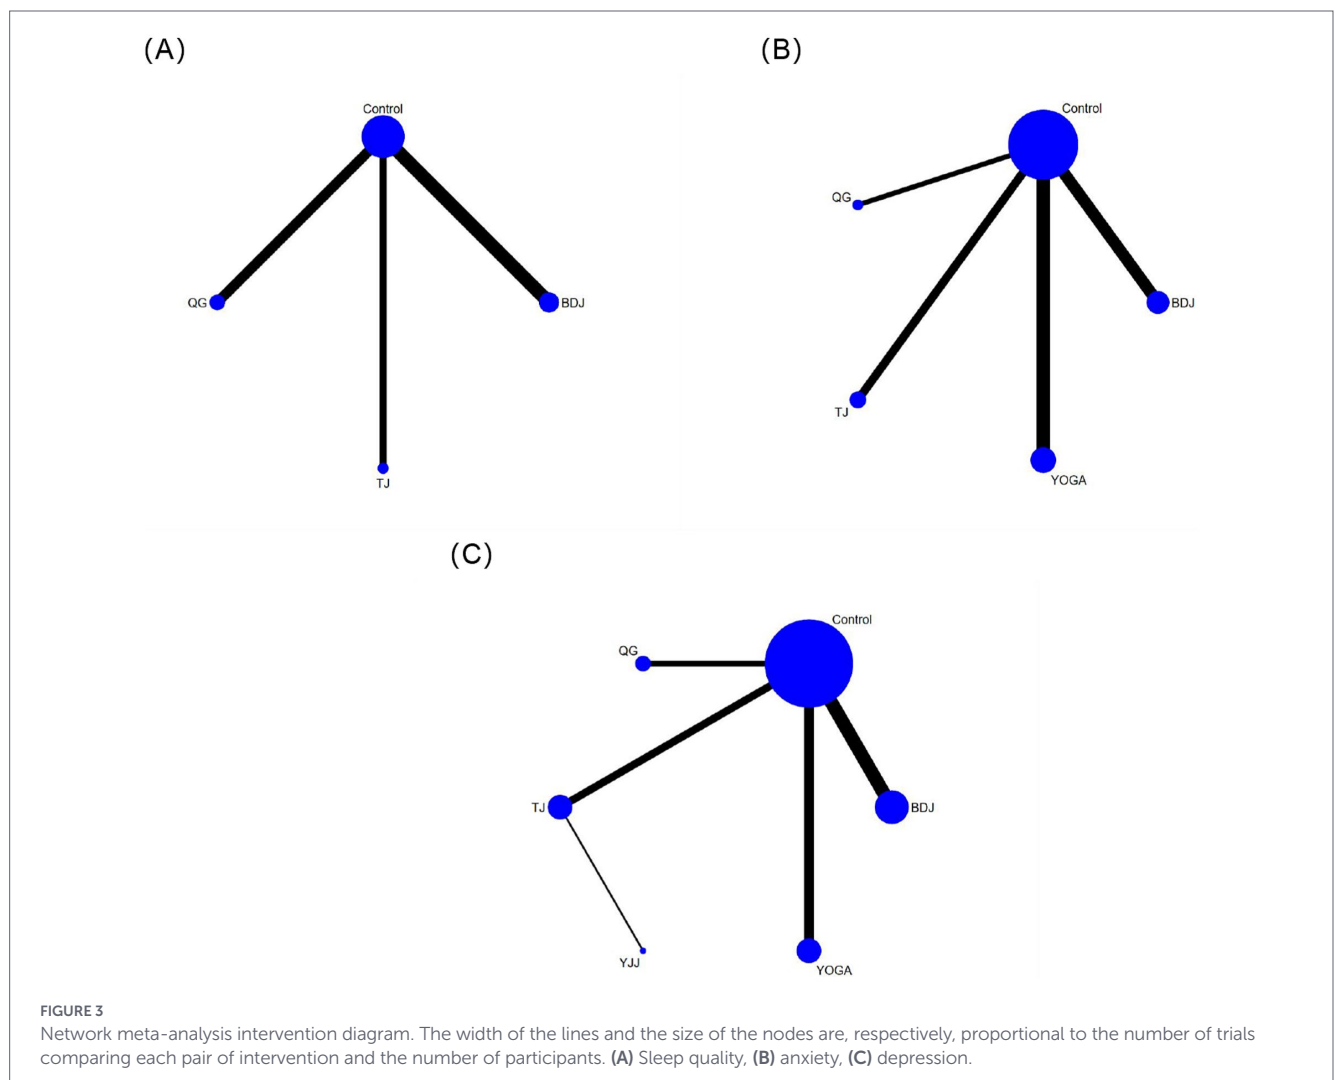 (A)
Control
QG
BDJ
TJ
(B)
Control
QG
BDJ
TJ
YOGA
(C)
Control
QG
TJ
BDJ
YJJ
YOGA
FIGURE 3
Network meta-analysis intervention diagram. The width of the lines and the size of the nodes are, respectively, proportional to the number of trials
comparing each pair of intervention and the number of participants. (A) Sleep quality, (B) anxiety, (C) depression.